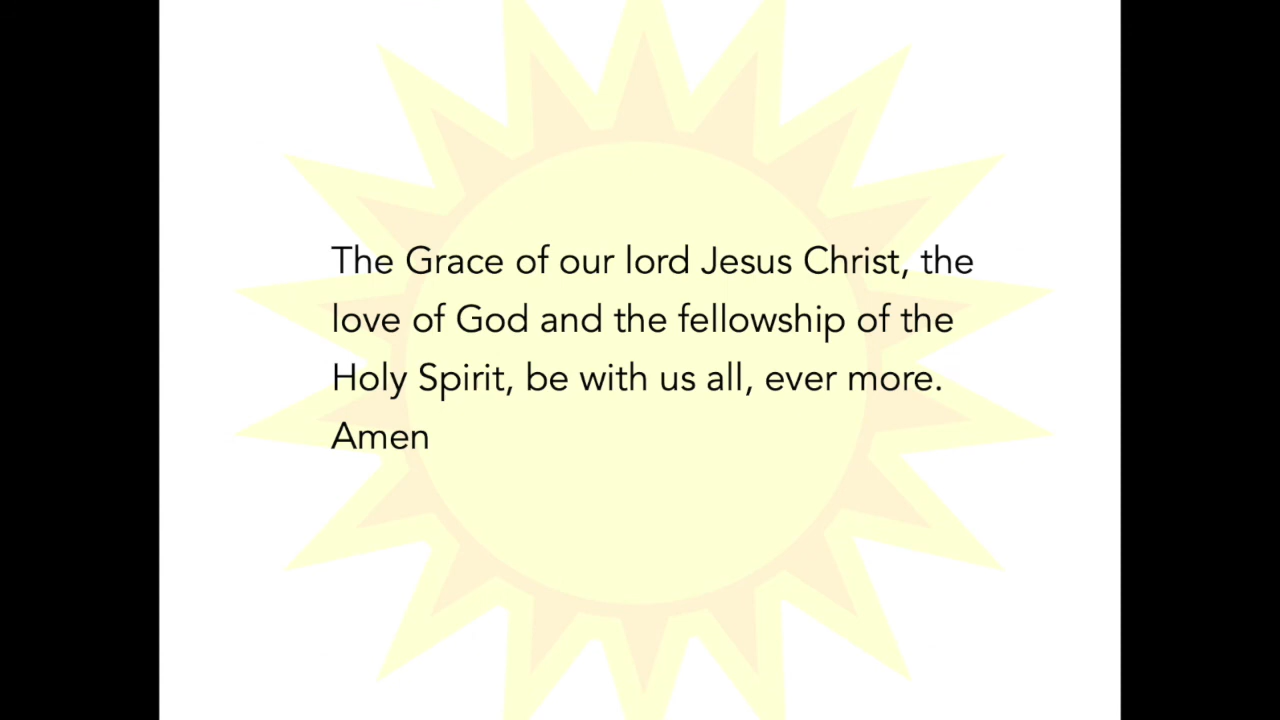 The Grace of our lord Jesus Christ, the
love of God and the fellowship of the
Holy Spirit, be with us all, ever more.
Amen